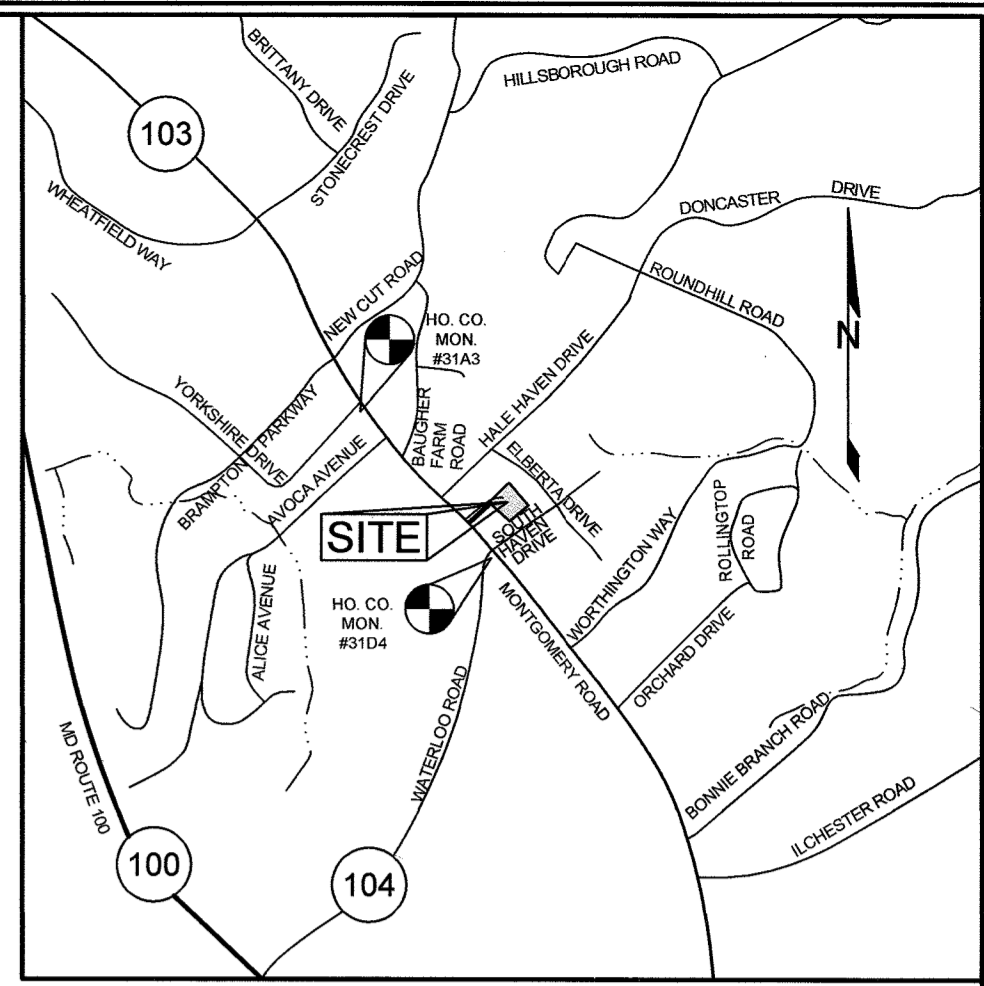 BRITTANY DRIVE
STONECREST DRIVE
HILLSBOROUGH ROAD
103
WHEATFIELD WAY
DONCASTER DRIVE
ROUNDHILL ROAD
NEW CUT ROAD
HO. CO.
MON.
#31A3
N
HALE HAVEN DRIVE
YORKSHIRE DRIVE
BRAMPTON PARKWAY
AVOCA AVENUE
BAUGHER
FARM
ROAD
ELBERTA DRIVE
SITE
SOUTH
HAVEN
DRIVE
ROLLINGTOP
ROAD
WORTHINGTON WAY
HO. CO.
MON.
#31D4
ALICE AVENUE
MONTGOMERY ROAD
ORCHARD DRIVE
WATERLOO ROAD
MD ROUTE 100
BONNIE BRANCH ROAD
ILCHESTER ROAD
100
104